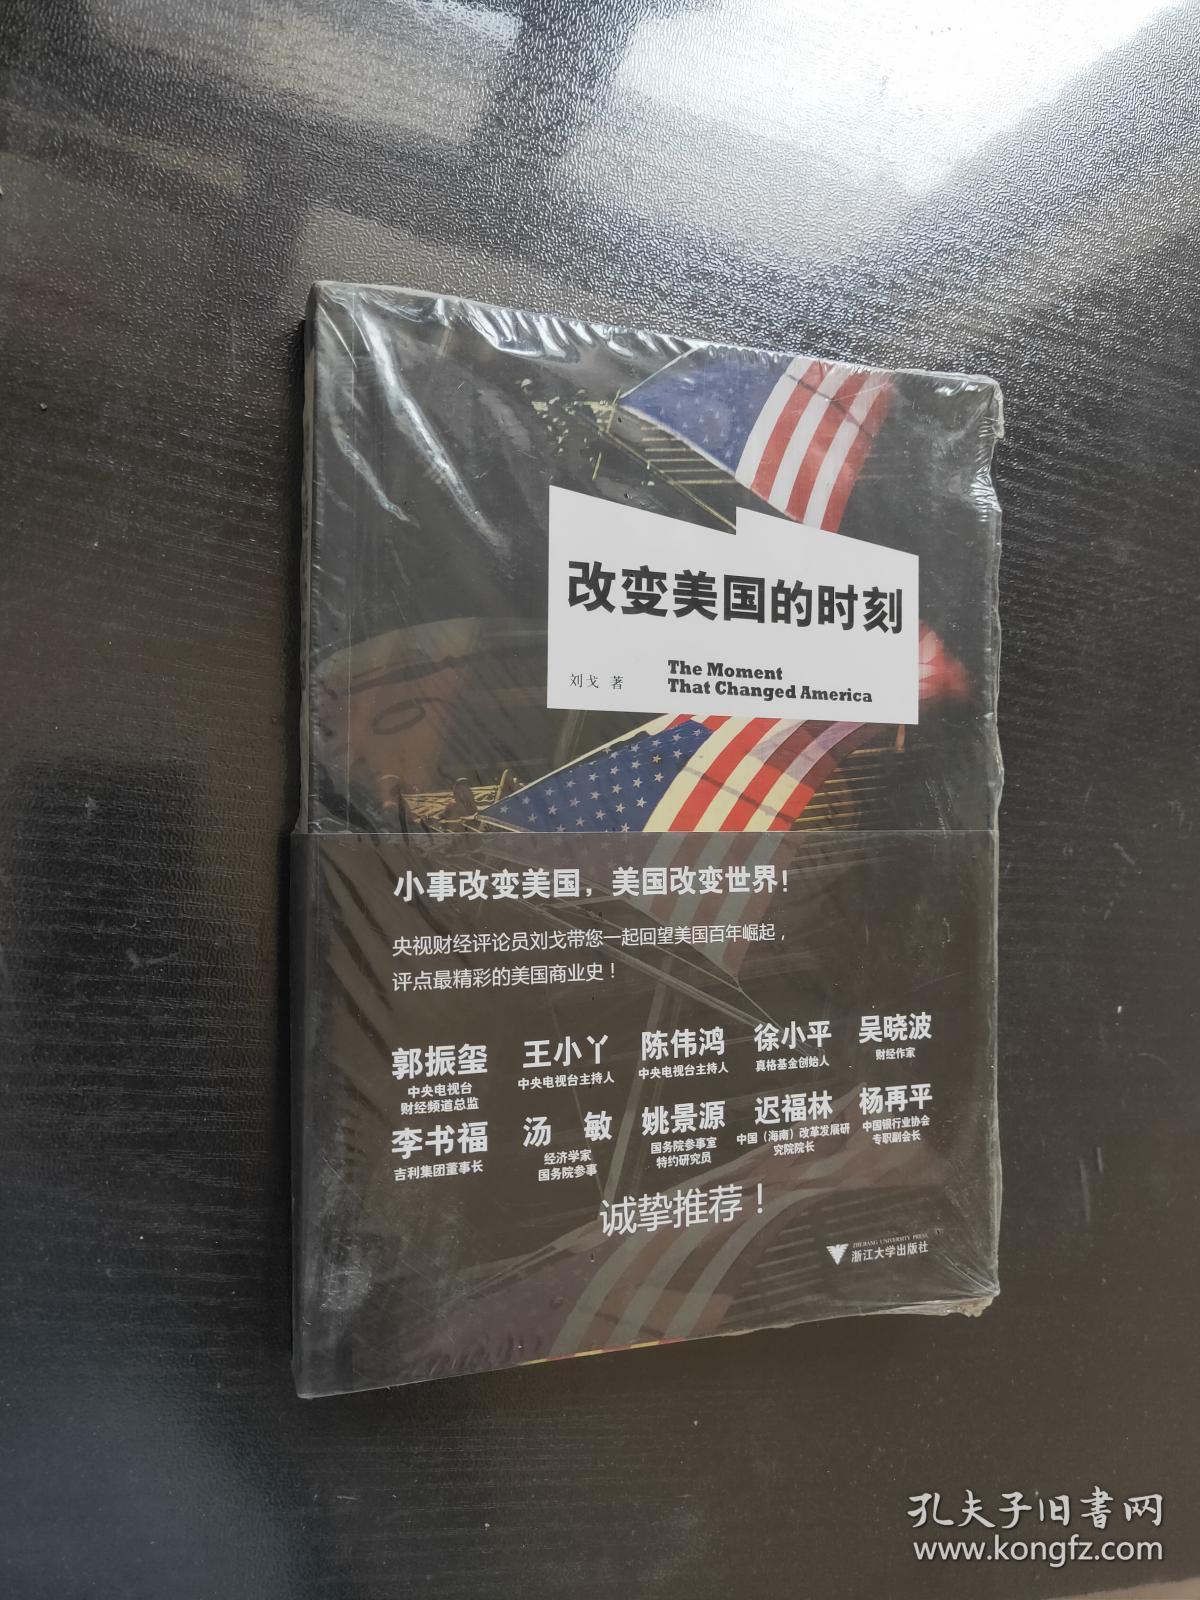 改变美国的时刻
刘戈 著
The Moment
That Changed America
小事改变美国，美国改变世界！
央视财经评论员刘戈带您一起回望美国百年崛起，
评点最精彩的美国商业史！
郭振玺
中央电视台
财经频道总监
王小丫
中央电视台主持人
陈伟鸿
中央电视台主持人
徐小平
真格基金创始人
吴晓波
财经作家
李书福
吉利集团董事长
汤 敏
经济学家
国务院参事
姚景源
国务院参事室
特约研究员
迟福林
中国（海南）改革发展研
究院院长
杨再平
中国银行业协会
专职副会长
诚挚推荐！
ZHEJIANG UNIVERSITY PRESS
浙江大学出版社
孔夫子旧書网
www.kongfz.com